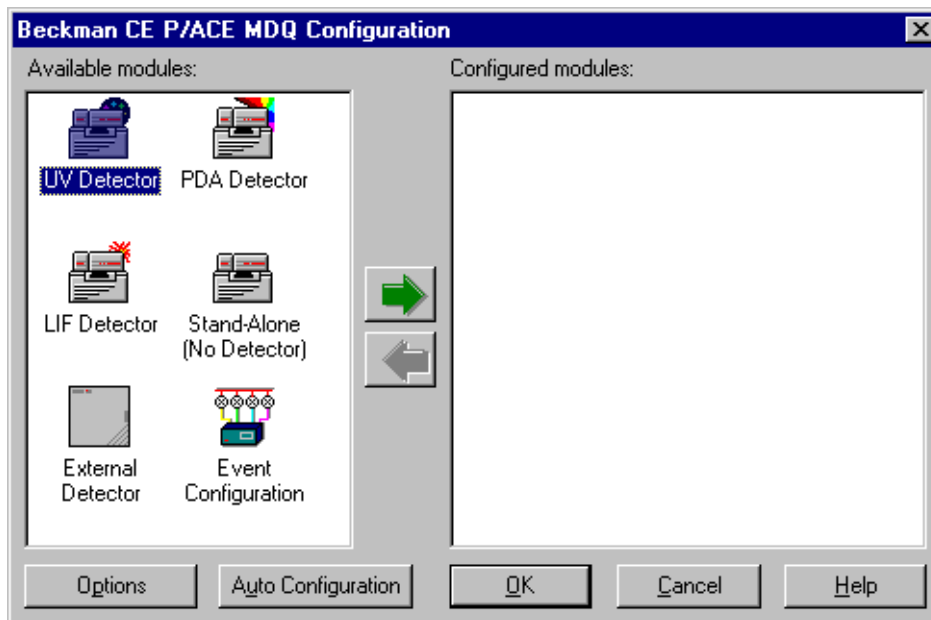 Beckman CE P/ACE MDQ Configuration
Available modules:
Configured modules:
UV Detector
PDA Detector
LIF Detector
Stand-Alone
(No Detector)
External
Detector
Event
Configuration
Options
Auto Configuration
OK
Cancel
Help